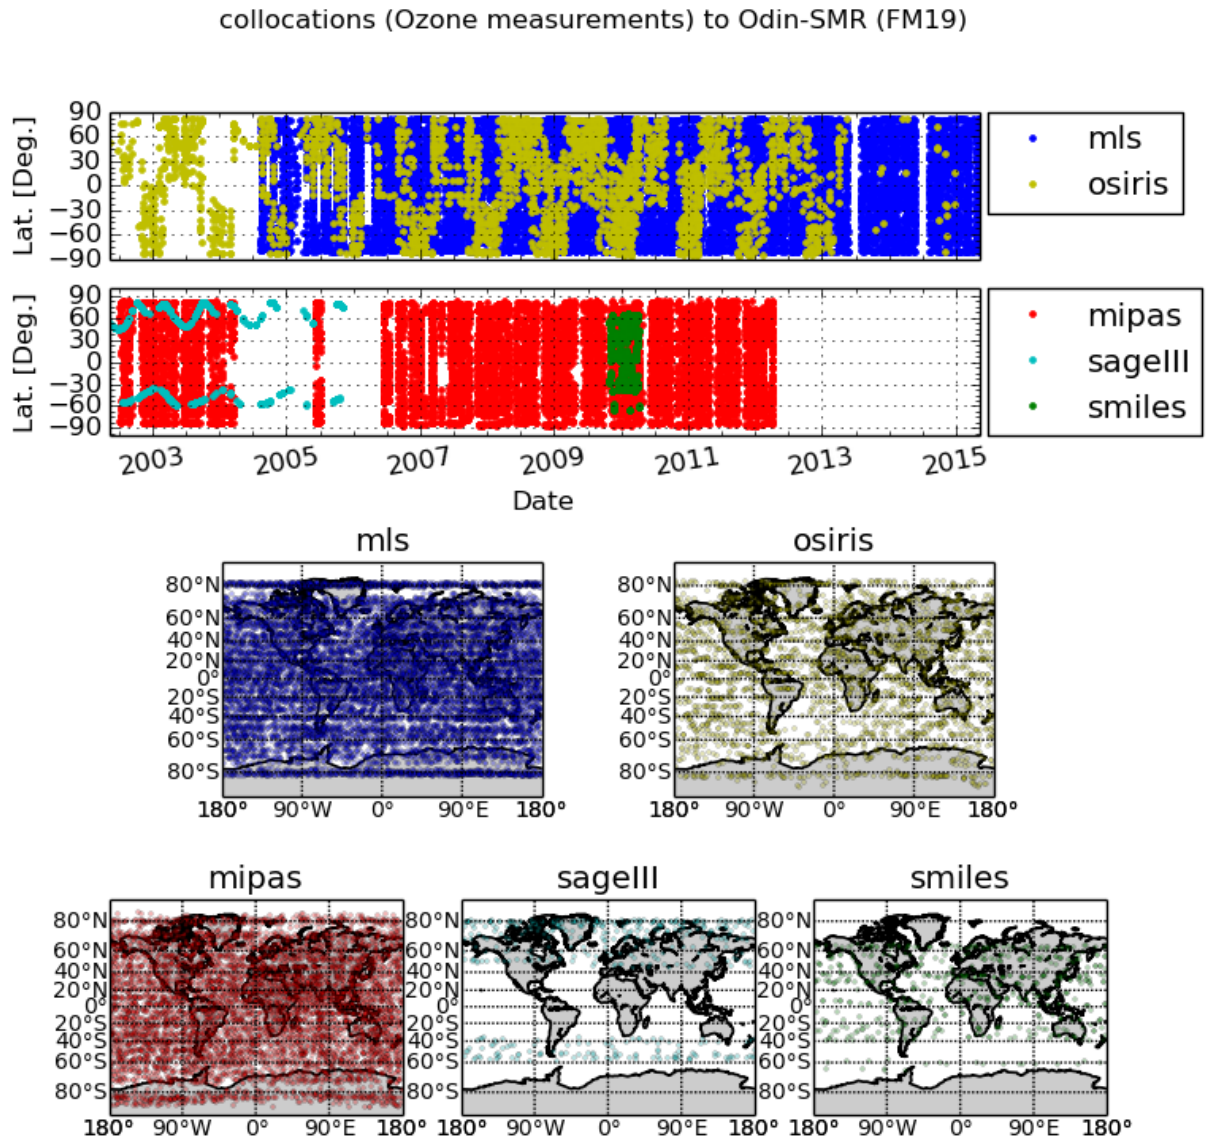 collocations (Ozone measurements) to Odin-SMR (FM19)
90
60
30
0
−30
−60
−90
Lat. [Deg.]
mls
osiris
90
60
30
0
−30
−60
−90
Lat. [Deg.]
mipas
sageIII
smiles
2003 2005 2007 2009 2011 2013 2015
Date
mls
80°N
60°N
40°N
20°N
0°
20°S
40°S
60°S
80°S
180° 90°W 0° 90°E 180°
osiris
80°N
60°N
40°N
20°N
0°
20°S
40°S
60°S
80°S
180° 90°W 0° 90°E 180°
mipas
80°N
60°N
40°N
20°N
0°
20°S
40°S
60°S
80°S
180° 90°W 0° 90°E 180°
sageIII
80°N
60°N
40°N
20°N
0°
20°S
40°S
60°S
80°S
180° 90°W 0° 90°E 180°
smiles
80°N
60°N
40°N
20°N
0°
20°S
40°S
60°S
80°S
180° 90°W 0° 90°E 180°